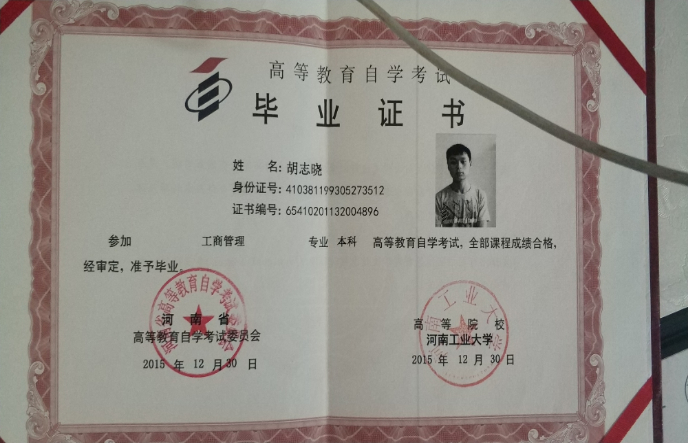 高等教育自学考试
毕业证书
姓 名：胡志晓
身份证号：410381199305273512
证书编号：65410201132004896
参加 工商管理 专业 本科 高等教育自学考试，全部课程成绩合格，
经审定，准予毕业。
河南省
高等教育自学考试委员会
2015 年 12 月 30 日
高等院校
河南工业大学
2015 年 12 月 30 日